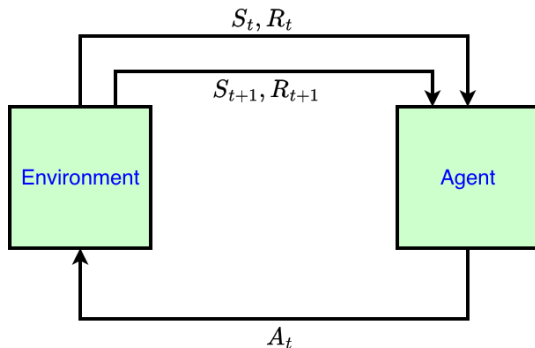 S_t, R_t
S_{t+1}, R_{t+1}
Environment
Agent
A_t